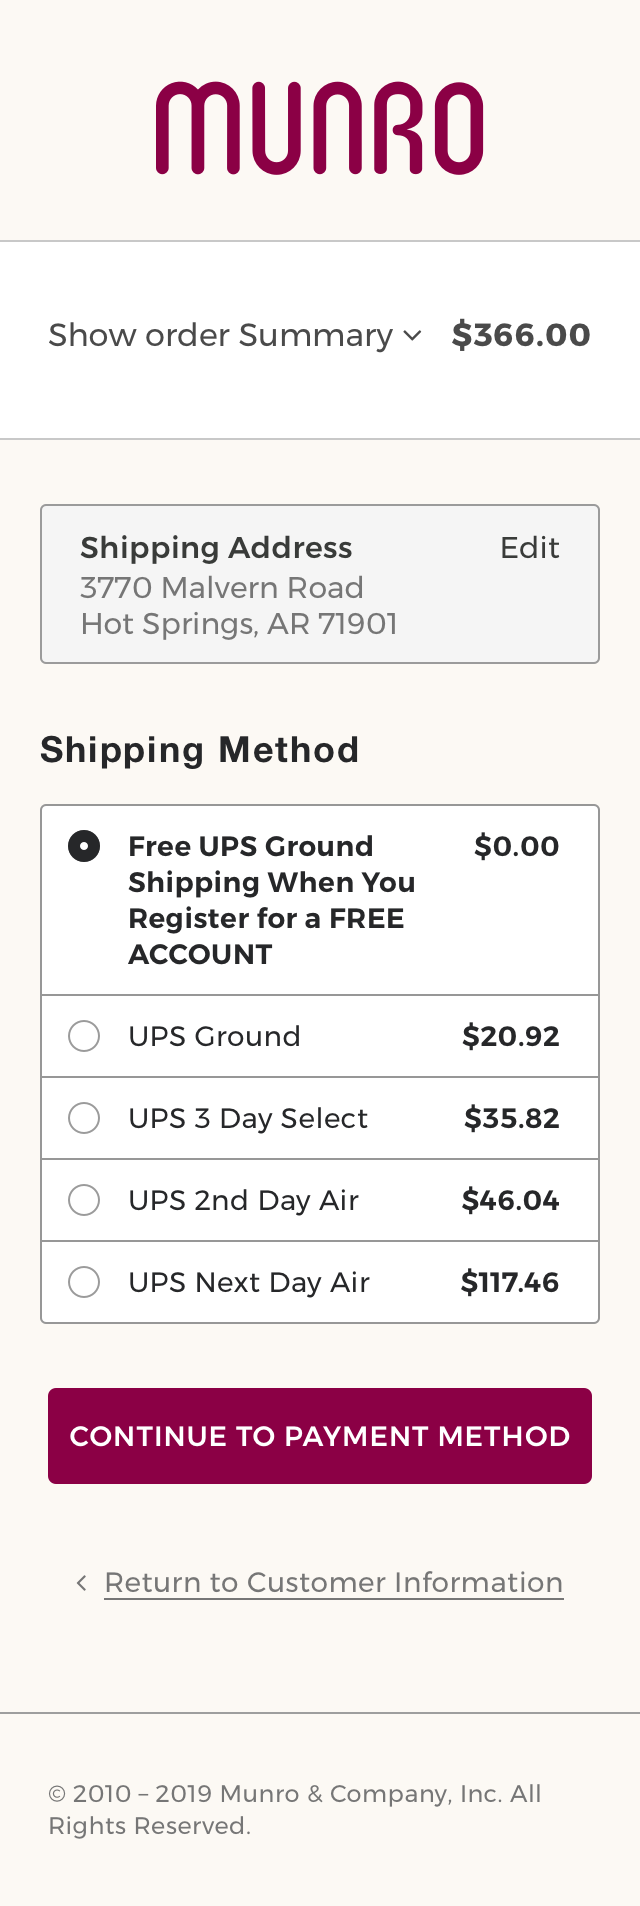 MUNRO
Show order Summary $366.00
Shipping Address Edit
3770 Malvern Road
Hot Springs, AR 71901
Shipping Method
Free UPS Ground $0.00
Shipping When You
Register for a FREE
ACCOUNT
UPS Ground $20.92
UPS 3 Day Select $35.82
UPS 2nd Day Air $46.04
UPS Next Day Air $117.46
CONTINUE TO PAYMENT METHOD
Return to Customer Information
© 2010 – 2019 Munro & Company, Inc. All
Rights Reserved.